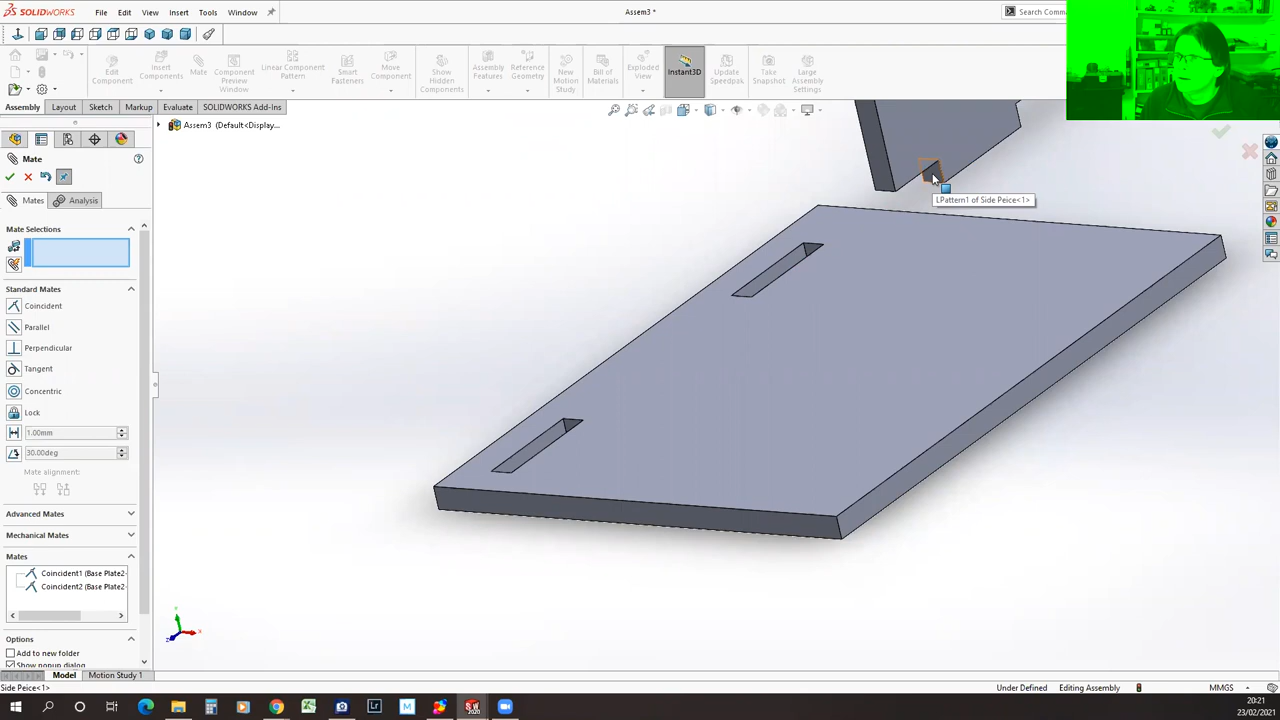 SOLIDWORKS File Edit View Insert Tools Window Assem3 * Search Comm
Edit Component Insert Components Mate Component Preview Window Linear Component Pattern Smart Fasteners Move Component Show Hidden Components Assembly Features Reference Geometry New Motion Study Bill of Materials Exploded View Instant3D Update Speedpak Take Snapshot Large Assembly Settings
Assembly Layout Sketch Markup Evaluate SOLIDWORKS Add-Ins
Assem3 (Default<Display...
Mate
Mates Analysis
Mate Selections
LPattern1 of Side Peice<1>
Standard Mates
Coincident
Parallel
Perpendicular
Tangent
Concentric
Lock
1.00mm
30.00deg
Mate alignment:
Advanced Mates
Mechanical Mates
Mates
Coincident1 (Base Plate2
Coincident2 (Base Plate2
Options
Add to new folder
Show popup dialog
Model Motion Study 1
Side Peice<1> Under Defined Editing Assembly MMGS
20:21
23/02/2021